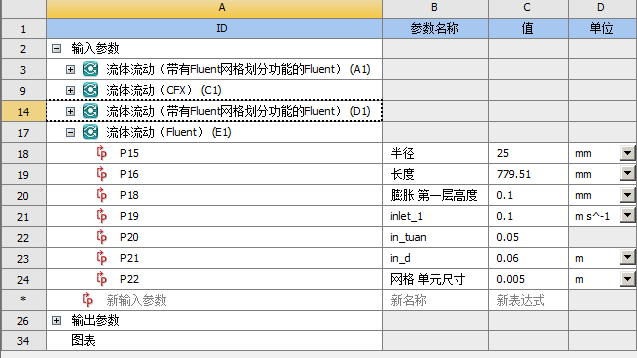 A B C D
1 ID 参数名称 值 单位
2 输入参数
3 流体流动（带有Fluent网格划分功能的Fluent） (A1)
9 流体流动（CFX） (C1)
14 流体流动（带有Fluent网格划分功能的Fluent） (D1)
17 流体流动（Fluent） (E1)
18 P15 半径 25 mm
19 P16 长度 779.51 mm
20 P18 膨胀 第一层高度 0.1 mm
21 P19 inlet_1 0.1 m s^-1
22 P20 in_tuan 0.05
23 P21 in_d 0.06 m
24 P22 网格 单元尺寸 0.005 m
* 新输入参数 新名称 新表达式
26 输出参数
34 图表